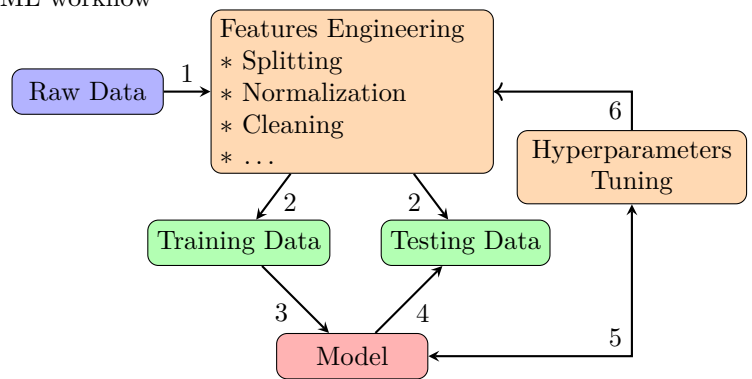 ML workflow
Features Engineering
∗ Splitting
∗ Normalization
∗ Cleaning
∗ ...
Raw Data
1
6
Hyperparameters
Tuning
2
2
Training Data
Testing Data
3
4
5
Model